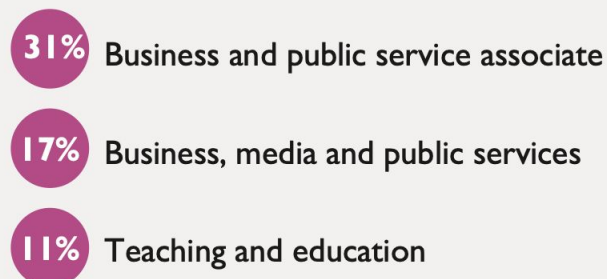 31% Business and public service associate
17% Business, media and public services
11% Teaching and education